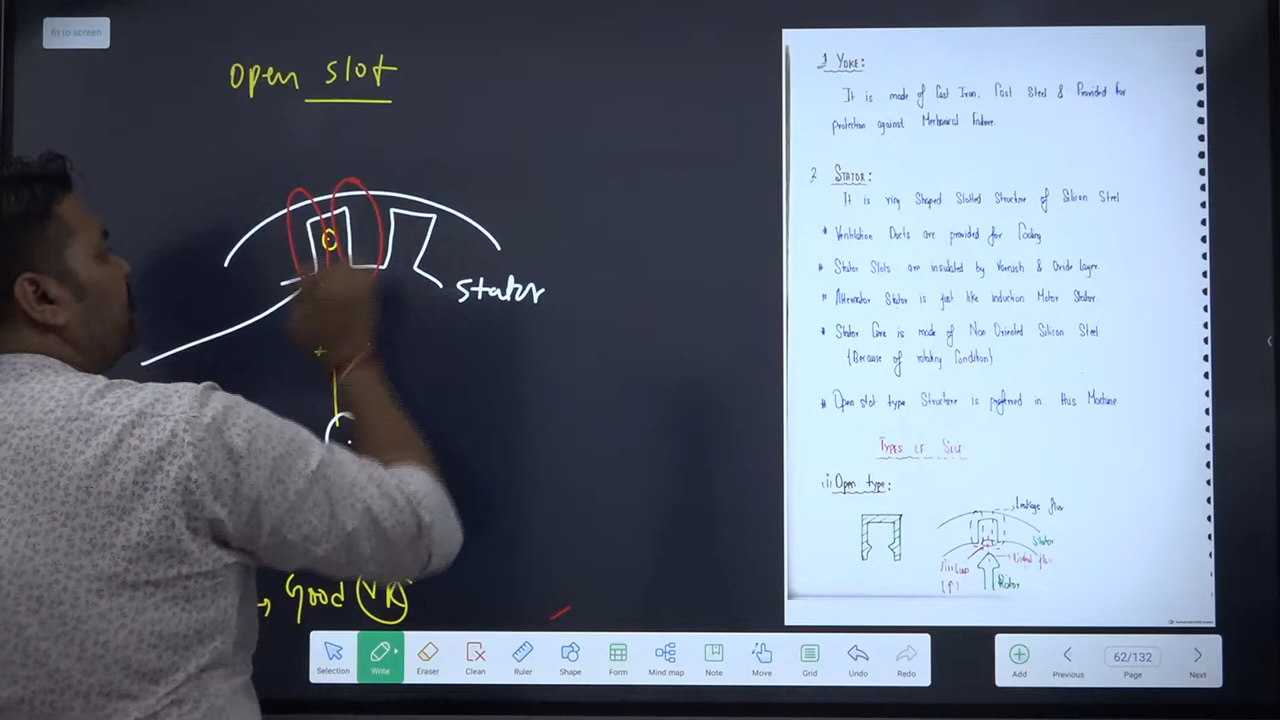 fit to screen
Open slot
stator
+
→ Good (VR)
1 YOKE:
It is made of Cast Iron, Cast Steel & Provided for
protection against Mechanical Failure.
2 STATOR:
It is ring Shaped Slotted Structure of Silicon Steel
* Ventilation Ducts are provided for Cooling
* Stator Slots are insulated by Varnish & Oxide layer.
* Alternator Stator is just like Induction Motor Stator
* Stator Core is made of Non Oriented Silicon Steel
{Because of rotating Condition}
* Open slot type Structure is preferred in this Machine
TYPES OF SLOT
(i) Open type:
Leakage flux
Stator
Air Gap
Rotor
Selection
Write
Eraser
Clean
Ruler
Shape
Form
Mind map
Note
Move
Grid
Undo
Redo
Add
Previous
62/132
Page
Next